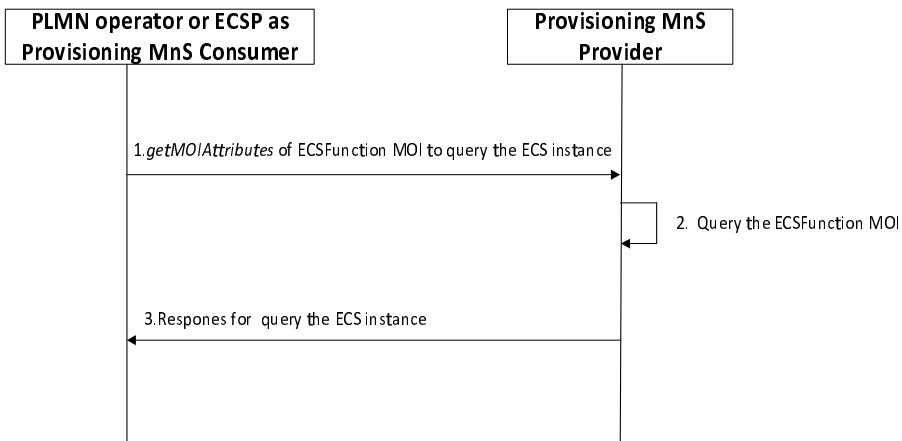 PLMN operator or ECSP as
Provisioning MnS Consumer
Provisioning MnS
Provider
1.getMOIAttributes of ECSFunction MOI to query the ECS instance
2. Query the ECSFunction MOI
3.Respones for query the ECS instance